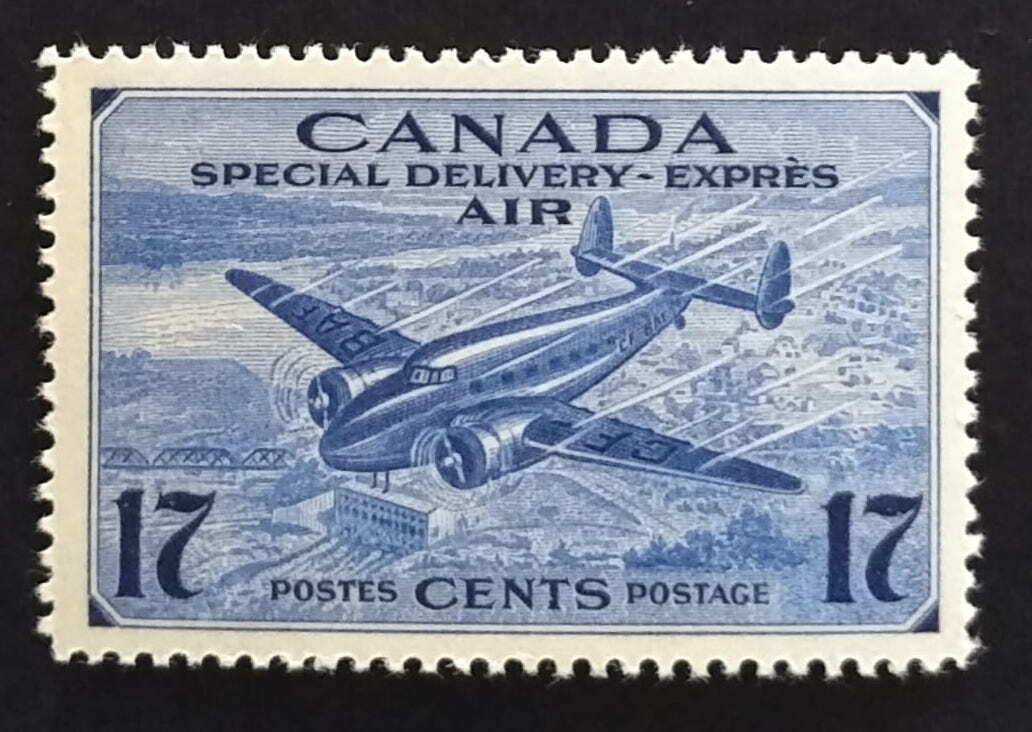 CANADA
SPECIAL DELIVERY-EXPRÈS
AIR
17
17
POSTES CENTS POSTAGE